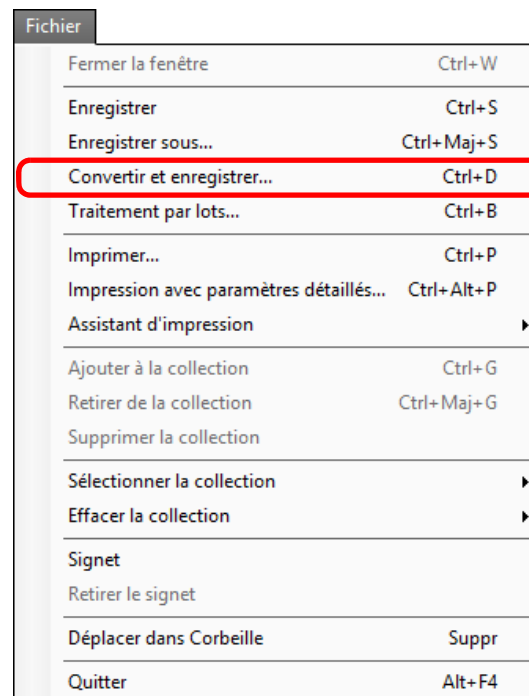 Fichier
Fermer la fenêtre Ctrl+W
Enregistrer Ctrl+S
Enregistrer sous... Ctrl+Maj+S
Convertir et enregistrer... Ctrl+D
Traitement par lots... Ctrl+B
Imprimer... Ctrl+P
Impression avec paramètres détaillés... Ctrl+Alt+P
Assistant d'impression
Ajouter à la collection Ctrl+G
Retirer de la collection Ctrl+Maj+G
Supprimer la collection
Sélectionner la collection
Effacer la collection
Signet
Retirer le signet
Déplacer dans Corbeille Suppr
Quitter Alt+F4